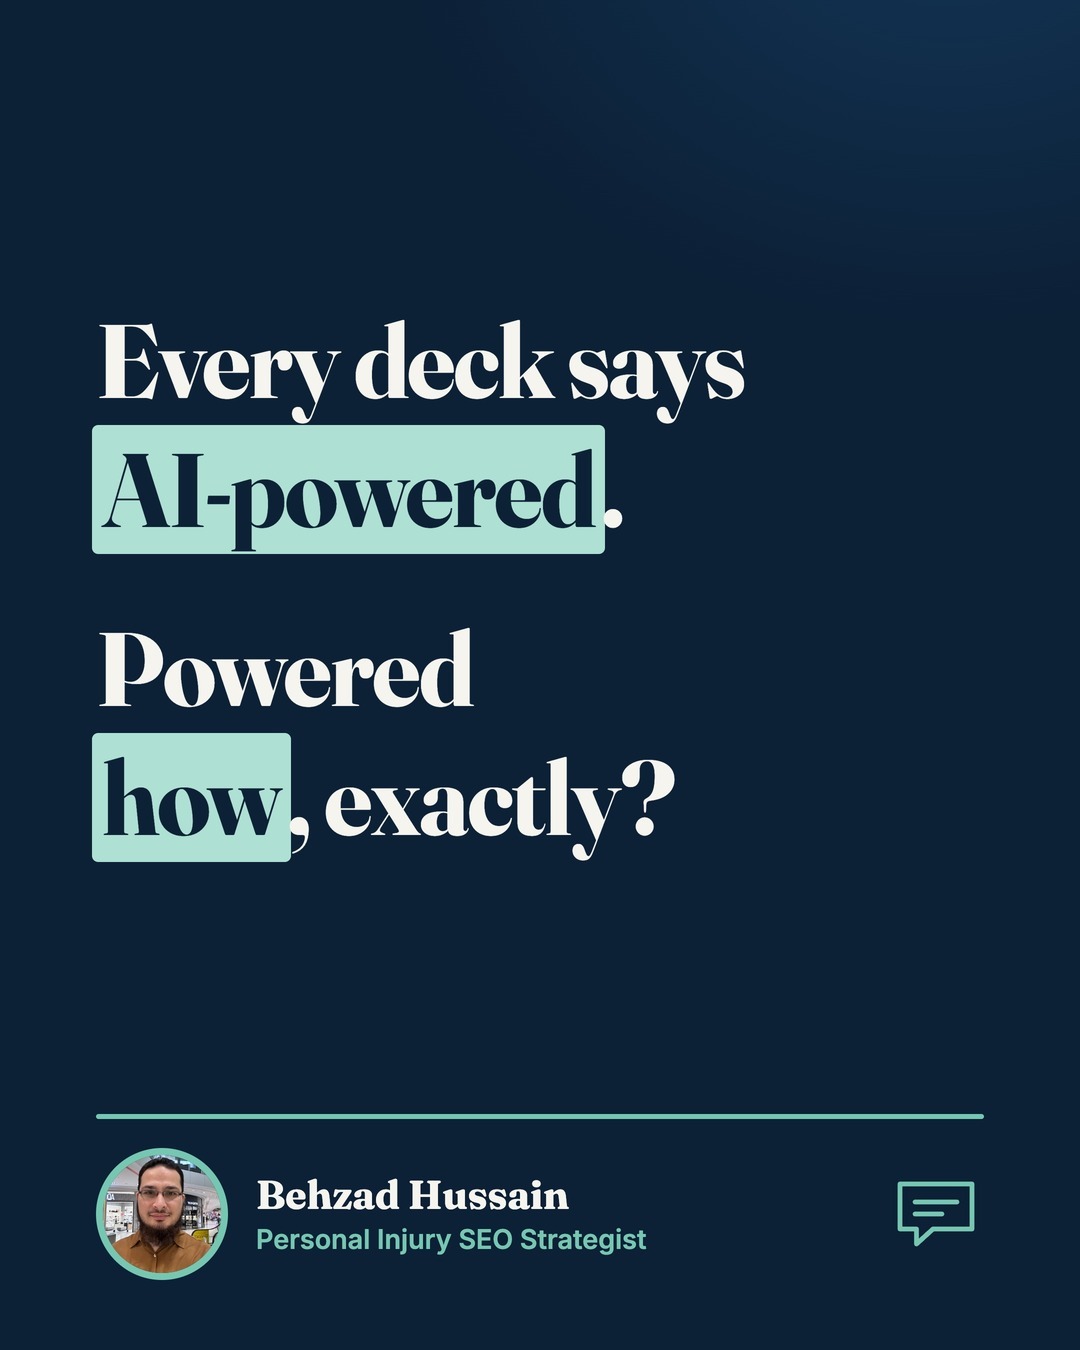 Every deck says
AI-powered.
Powered
how, exactly?
Behzad Hussain
Personal Injury SEO Strategist